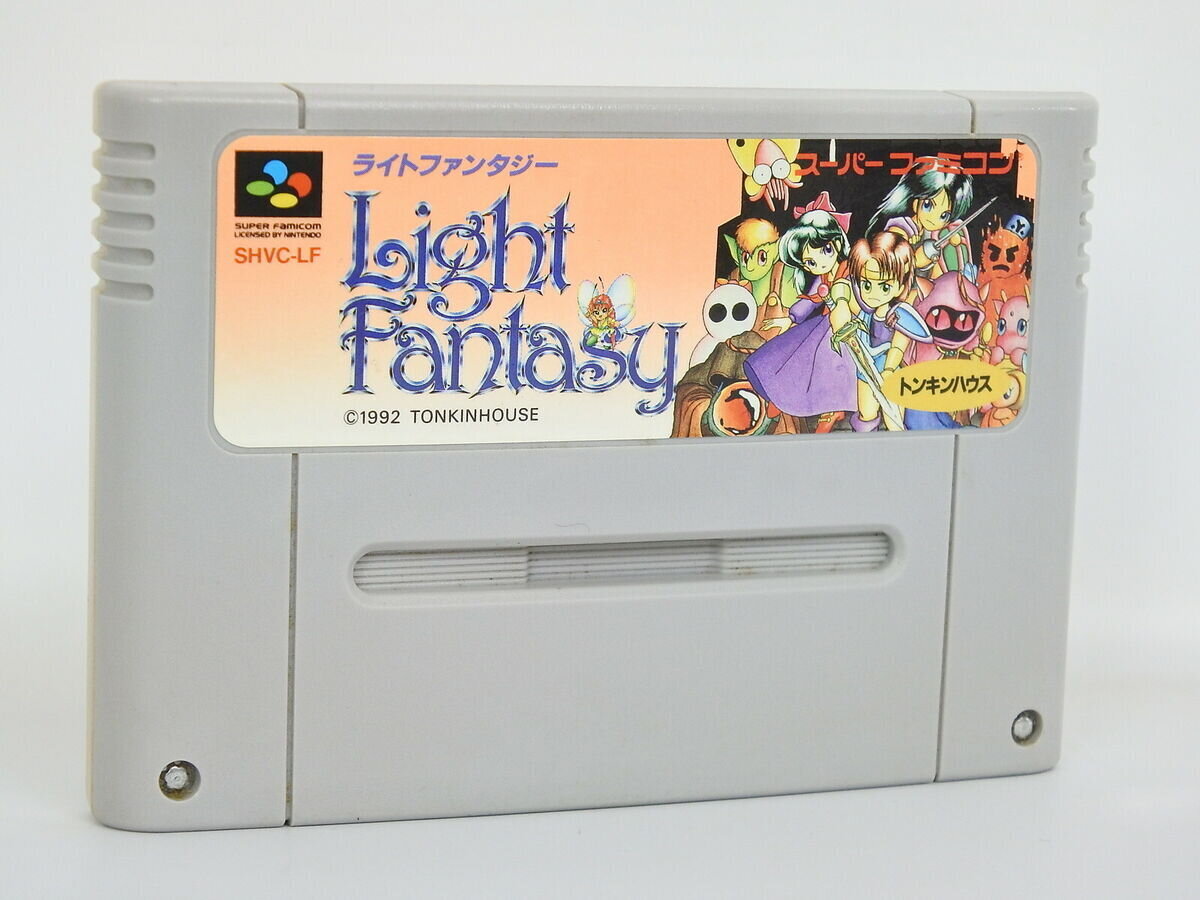 SUPER FAMICOM
LICENSED BY NINTENDO
SHVC-LF
ライトファンタジー
Light
Fantasy
©1992 TONKINHOUSE
スーパーファミコン
トンキンハウス